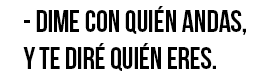 - DIME CON QUIÉN ANDAS,
Y TE DIRÉ QUIÉN ERES.